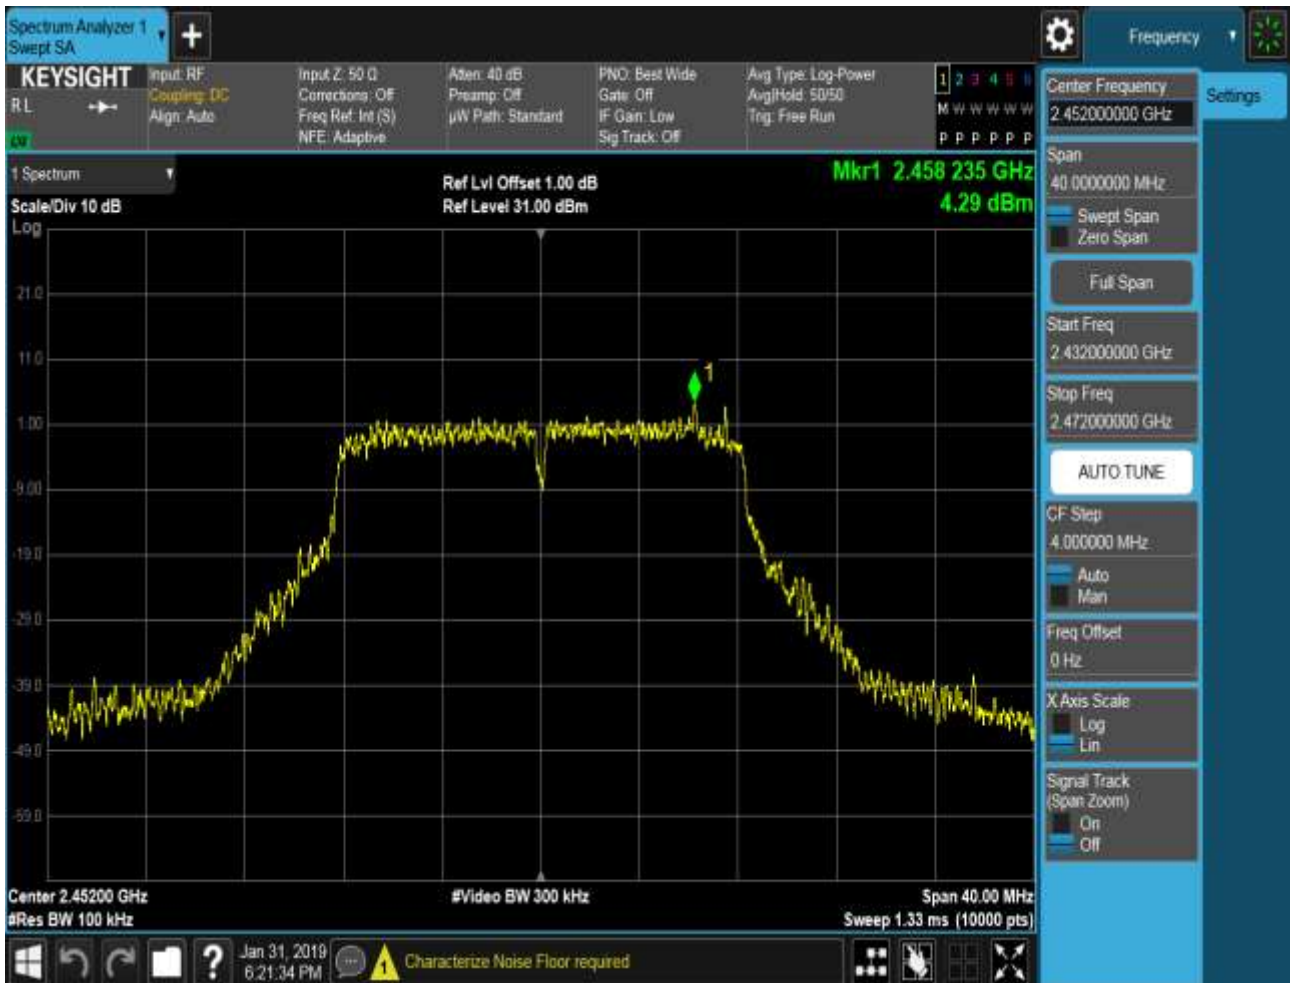 Spectrum Analyzer 1
Swept SA
+
Frequency
KEYSIGHT
R L
Input: RF
Coupling: DC
Align: Auto
Input Z: 50 Ω
Corrections: Off
Freq Ref: Int (S)
NFE: Adaptive
Atten: 40 dB
Preamp: Off
µW Path: Standard
PNO: Best Wide
Gate: Off
IF Gain: Low
Sig Track: Off
Avg Type: Log-Power
Avg|Hold: 50/50
Trig: Free Run
1 2 3 4 5 6
M W W W W W
P P P P P P
1 Spectrum
Scale/Div 10 dB
Log
Ref Lvl Offset 1.00 dB
Ref Level 31.00 dBm
Mkr1 2.458 235 GHz
4.29 dBm
21.0
11.0
1.00
-9.00
-19.0
-29.0
-39.0
-49.0
-59.0
1
Center 2.45200 GHz
#Res BW 100 kHz
#Video BW 300 kHz
Span 40.00 MHz
Sweep 1.33 ms (10000 pts)
Center Frequency
2.452000000 GHz
Settings
Span
40.0000000 MHz
Swept Span
Zero Span
Full Span
Start Freq
2.432000000 GHz
Stop Freq
2.472000000 GHz
AUTO TUNE
CF Step
4.000000 MHz
Auto
Man
Freq Offset
0 Hz
X Axis Scale
Log
Lin
Signal Track
(Span Zoom)
On
Off
?
Jan 31, 2019
6:21:34 PM
1
Characterize Noise Floor required